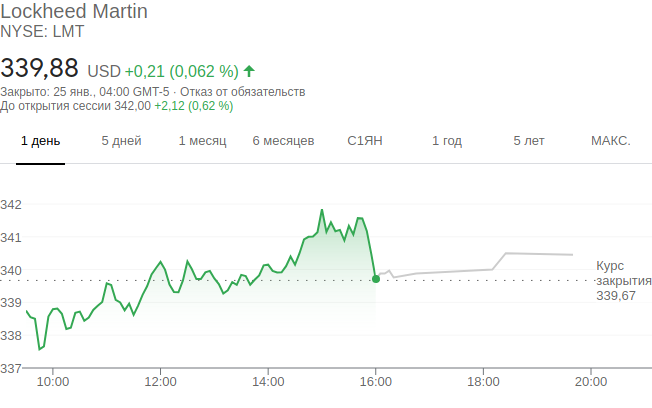 Lockheed Martin
NYSE: LMT
339,88 USD +0,21 (0,062 %)
Закрыто: 25 янв., 04:00 GMT-5 · Отказ от обязательств
До открытия сессии 342,00 +2,12 (0,62 %)
1 день 5 дней 1 месяц 6 месяцев С1ЯН 1 год 5 лет МАКС.
342
341
340
339
338
337
Курс
закрытия
339,67
10:00 12:00 14:00 16:00 18:00 20:00